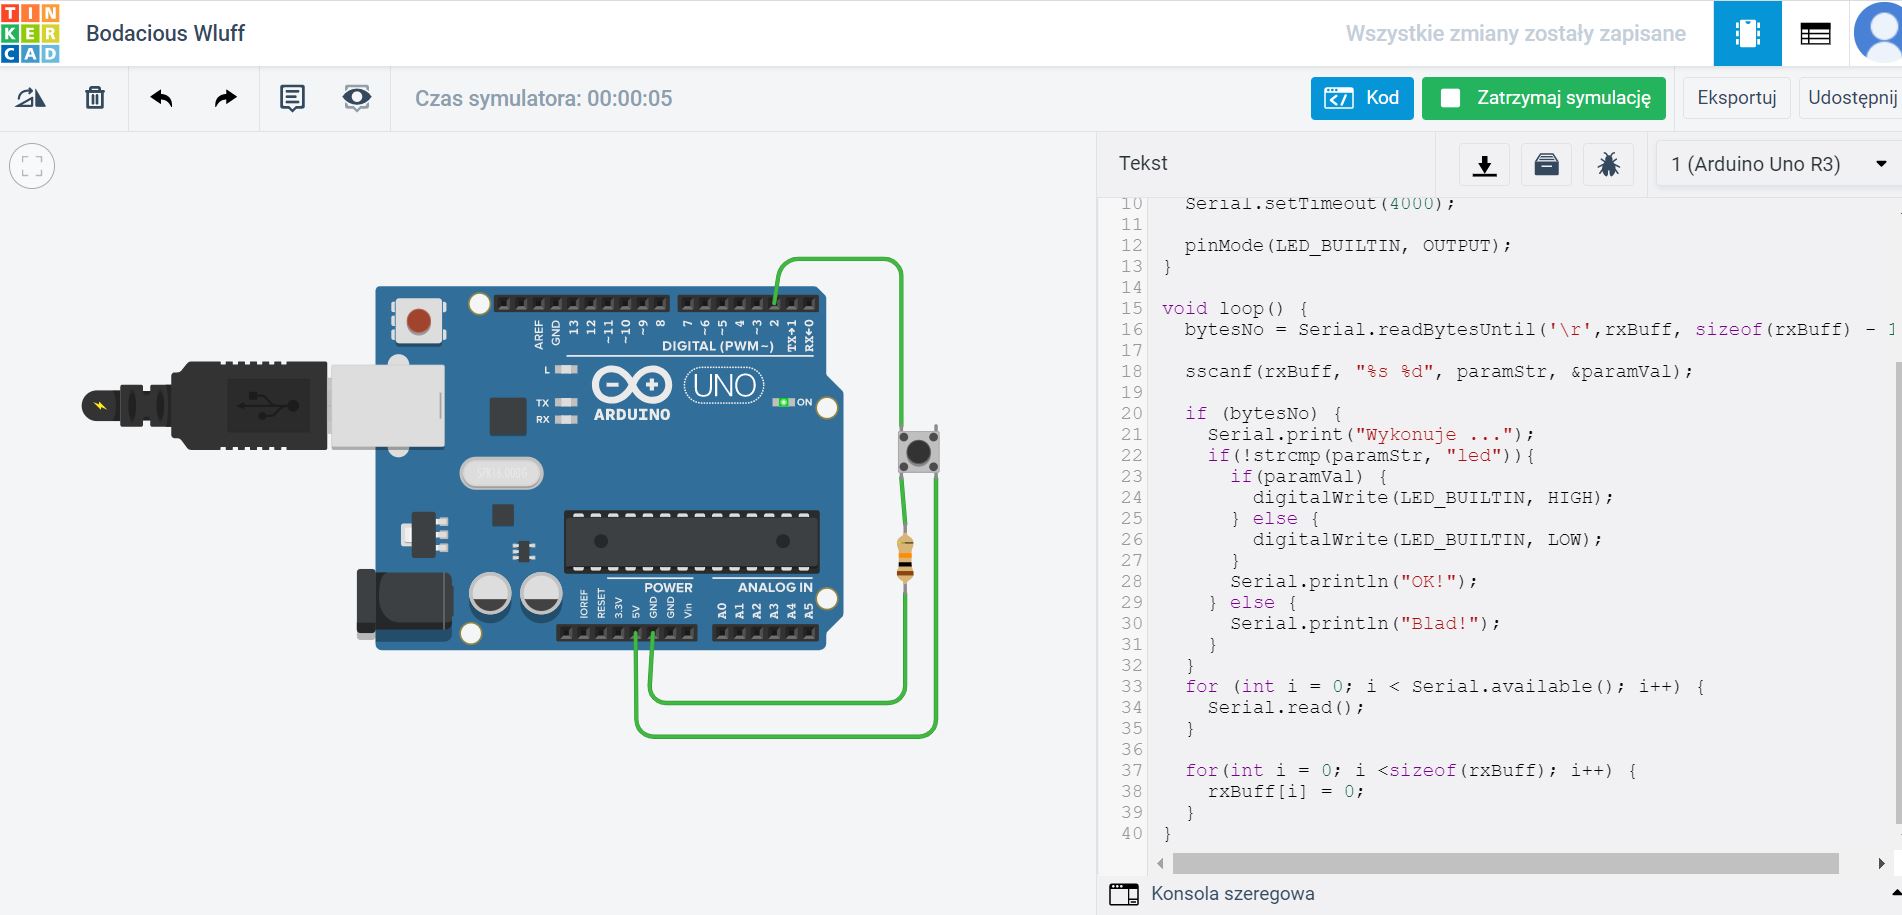 TIN
KER
CAD
Bodacious Wluff
Wszystkie zmiany zostały zapisane
Czas symulatora: 00:00:05
Kod
Zatrzymaj symulację
Eksportuj
Udostępnij
Tekst
1 (Arduino Uno R3)
10 Serial.setTimeout(4000);
11
12 pinMode(LED_BUILTIN, OUTPUT);
13 }
14
15 void loop() {
16 bytesNo = Serial.readBytesUntil('\r',rxBuff, sizeof(rxBuff) - 1
17
18 sscanf(rxBuff, "%s %d", paramStr, &paramVal);
19
20 if (bytesNo) {
21 Serial.print("Wykonuje ...");
22 if(!strcmp(paramStr, "led")){
23 if(paramVal) {
24 digitalWrite(LED_BUILTIN, HIGH);
25 } else {
26 digitalWrite(LED_BUILTIN, LOW);
27 }
28 Serial.println("OK!");
29 } else {
30 Serial.println("Blad!");
31 }
32 }
33 for (int i = 0; i < Serial.available(); i++) {
34 Serial.read();
35 }
36
37 for(int i = 0; i <sizeof(rxBuff); i++) {
38 rxBuff[i] = 0;
39 }
40 }
Konsola szeregowa
AREF
GND
13
12
~11
~10
~9
8
7
~6
~5
4
~3
2
TX→1
RX←0
DIGITAL (PWM~)
L
TX
RX
ARDUINO
UNO
ON
SPK16.000G
POWER
ANALOG IN
IOREF
RESET
3.3V
5V
GND
GND
Vin
A0
A1
A2
A3
A4
A5